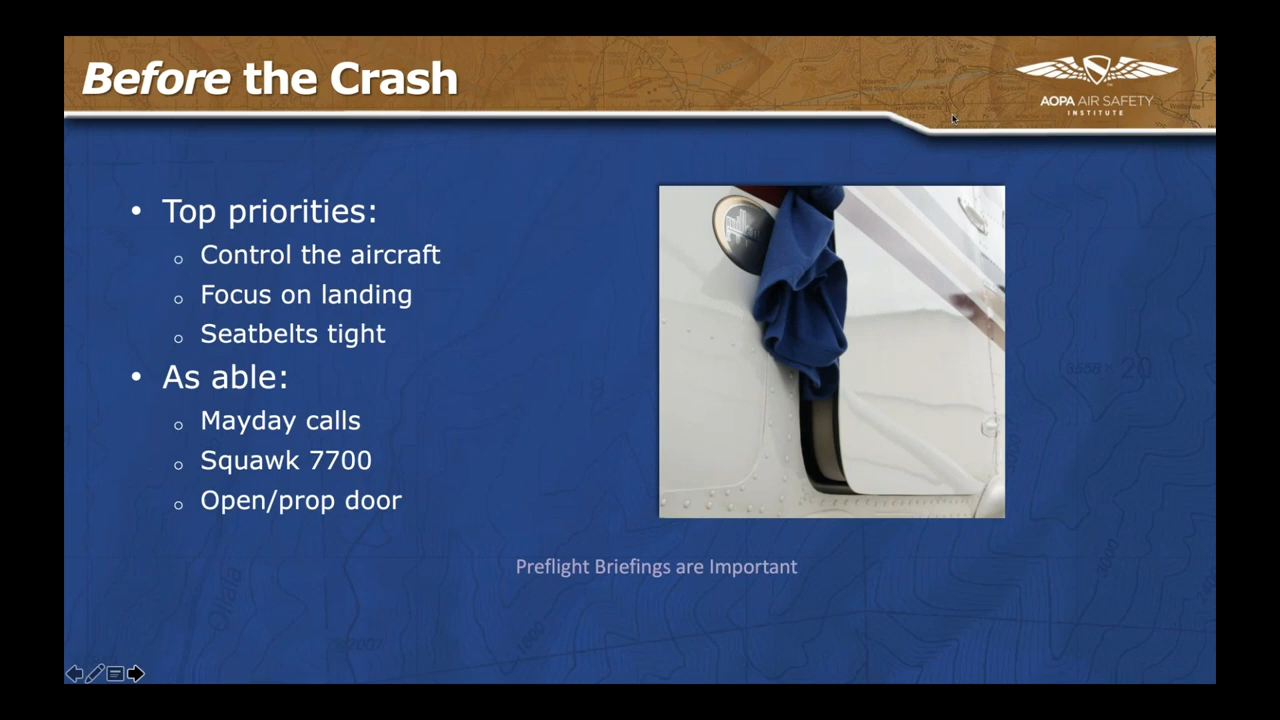 Before the Crash
AOPA AIR SAFETY
INSTITUTE
• Top priorities:
o Control the aircraft
o Focus on landing
o Seatbelts tight
• As able:
o Mayday calls
o Squawk 7700
o Open/prop door
Preflight Briefings are Important